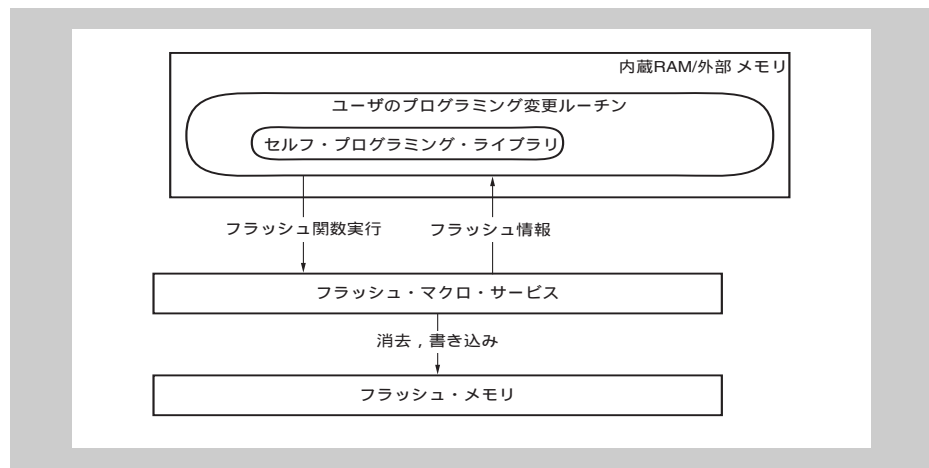 内蔵RAM/外部 メモリ
ユーザのプログラミング変更ルーチン
セルフ・プログラミング・ライブラリ
フラッシュ関数実行
フラッシュ情報
フラッシュ・マクロ・サービス
消去，書き込み
フラッシュ・メモリ